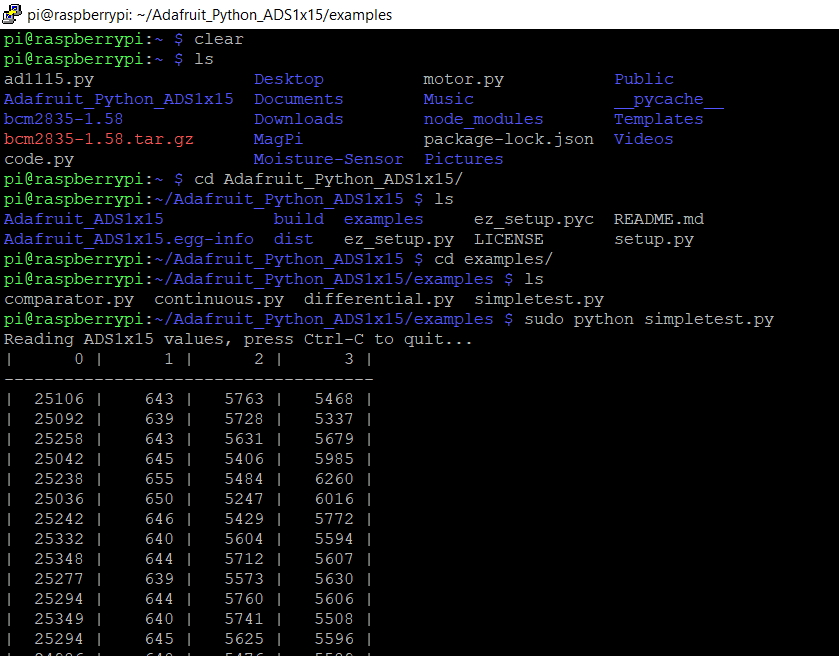 pi@raspberrypi: ~/Adafruit_Python_ADS1x15/examples
pi@raspberrypi:~ $ clear
pi@raspberrypi:~ $ ls
ad1115.py Desktop motor.py Public
Adafruit_Python_ADS1x15 Documents Music __pycache__
bcm2835-1.58 Downloads node_modules Templates
bcm2835-1.58.tar.gz MagPi package-lock.json Videos
code.py Moisture-Sensor Pictures
pi@raspberrypi:~ $ cd Adafruit_Python_ADS1x15/
pi@raspberrypi:~/Adafruit_Python_ADS1x15 $ ls
Adafruit_ADS1x15 build examples ez_setup.pyc README.md
Adafruit_ADS1x15.egg-info dist ez_setup.py LICENSE setup.py
pi@raspberrypi:~/Adafruit_Python_ADS1x15 $ cd examples/
pi@raspberrypi:~/Adafruit_Python_ADS1x15/examples $ ls
comparator.py continuous.py differential.py simpletest.py
pi@raspberrypi:~/Adafruit_Python_ADS1x15/examples $ sudo python simpletest.py
Reading ADS1x15 values, press Ctrl-C to quit...
| 0 | 1 | 2 | 3 |
-------------------------------------
| 25106 | 643 | 5763 | 5468 |
| 25092 | 639 | 5728 | 5337 |
| 25258 | 643 | 5631 | 5679 |
| 25042 | 645 | 5406 | 5985 |
| 25238 | 655 | 5484 | 6260 |
| 25036 | 650 | 5247 | 6016 |
| 25242 | 646 | 5429 | 5772 |
| 25332 | 640 | 5604 | 5594 |
| 25348 | 644 | 5712 | 5607 |
| 25277 | 639 | 5573 | 5630 |
| 25294 | 644 | 5760 | 5606 |
| 25349 | 640 | 5741 | 5508 |
| 25294 | 645 | 5625 | 5596 |